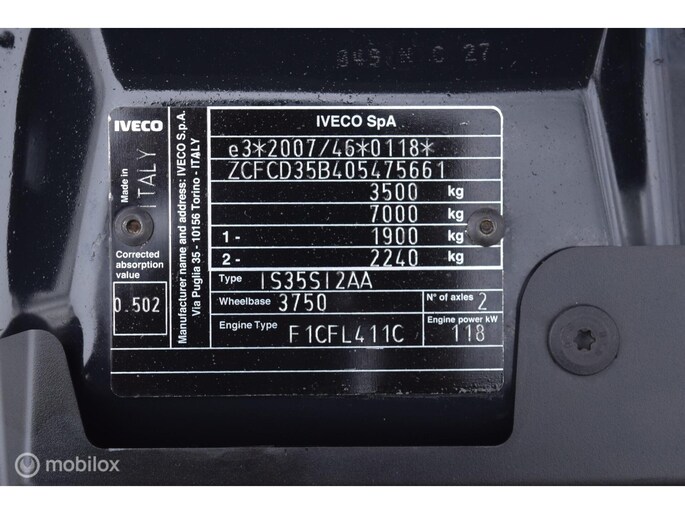 049 N C 27
IVECO
Made in
ITALY
Corrected
absorption
value
0.502
Manufacturer name and address: IVECO S.p.A.
Via Puglia 35 - 10156 Torino - ITALY
IVECO SpA
e3*2007/46*0118*
ZCFCD35B405475661
3500 kg
7000 kg
1- 1900 kg
2- 2240 kg
Type IS35SI2AA
Wheelbase 3750 N° of axles 2
Engine Type F1CFL411C Engine power kW 118
mobilox